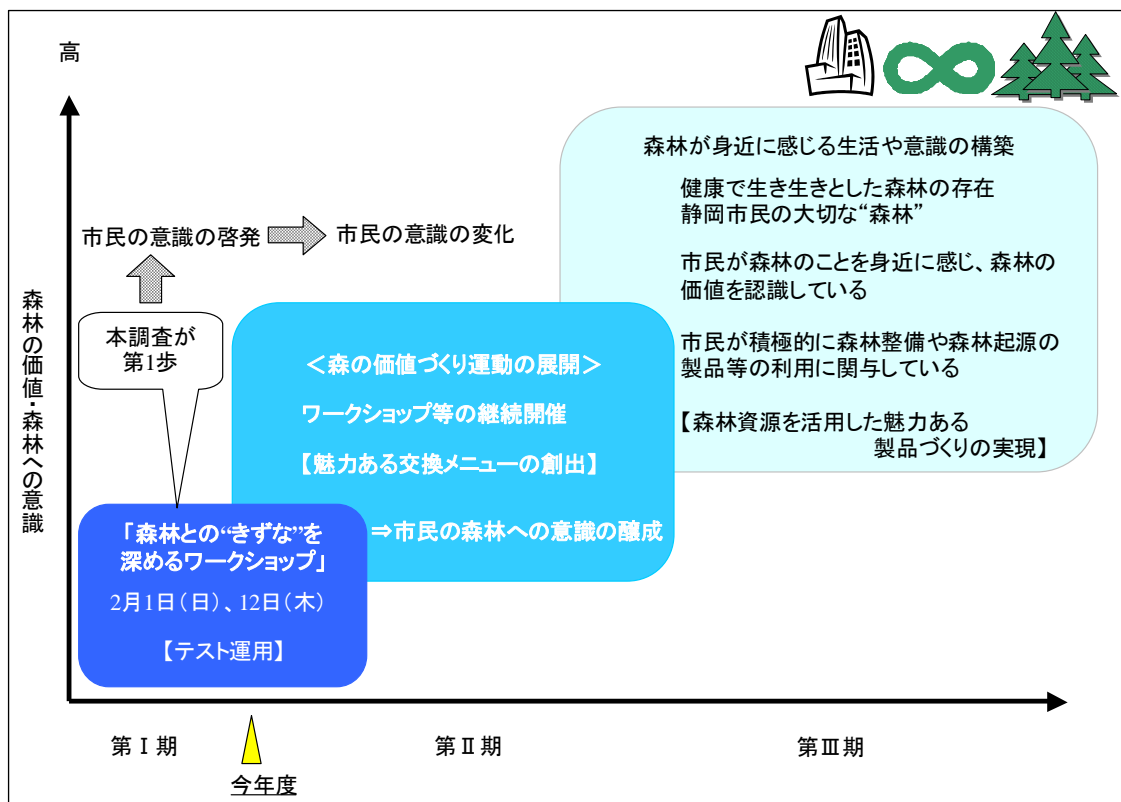 高
森林の価値・森林への意識
市民の意識の啓発
市民の意識の変化
本調査が
第1歩
「森林との“きずな”を
深めるワークショップ」
2月1日(日)、12日(木)
【テスト運用】
<森の価値づくり運動の展開>
ワークショップ等の継続開催
【魅力ある交換メニューの創出】
⇒市民の森林への意識の醸成
森林が身近に感じる生活や意識の構築
健康で生き生きとした森林の存在
静岡市民の大切な“森林”
市民が森林のことを身近に感じ、森林の
価値を認識している
市民が積極的に森林整備や森林起源の
製品等の利用に関与している
【森林資源を活用した魅力ある
製品づくりの実現】
第Ⅰ期
第Ⅱ期
第Ⅲ期
今年度